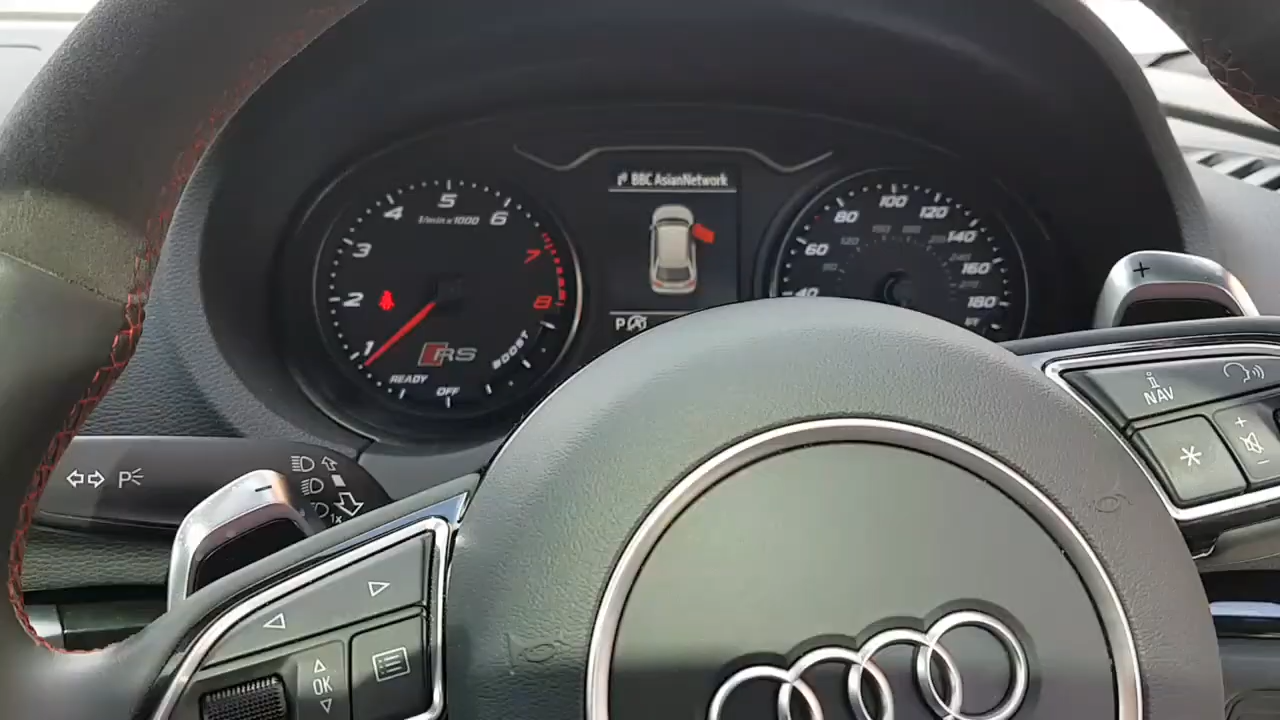 BBC AsianNetwork
4 5 6
1/min x 1000
3
7
2
8
1
RS
BOOST
READY
OFF
P
80 100 120
60 140
160
40 180
P
1x
OK
NAV
+
-